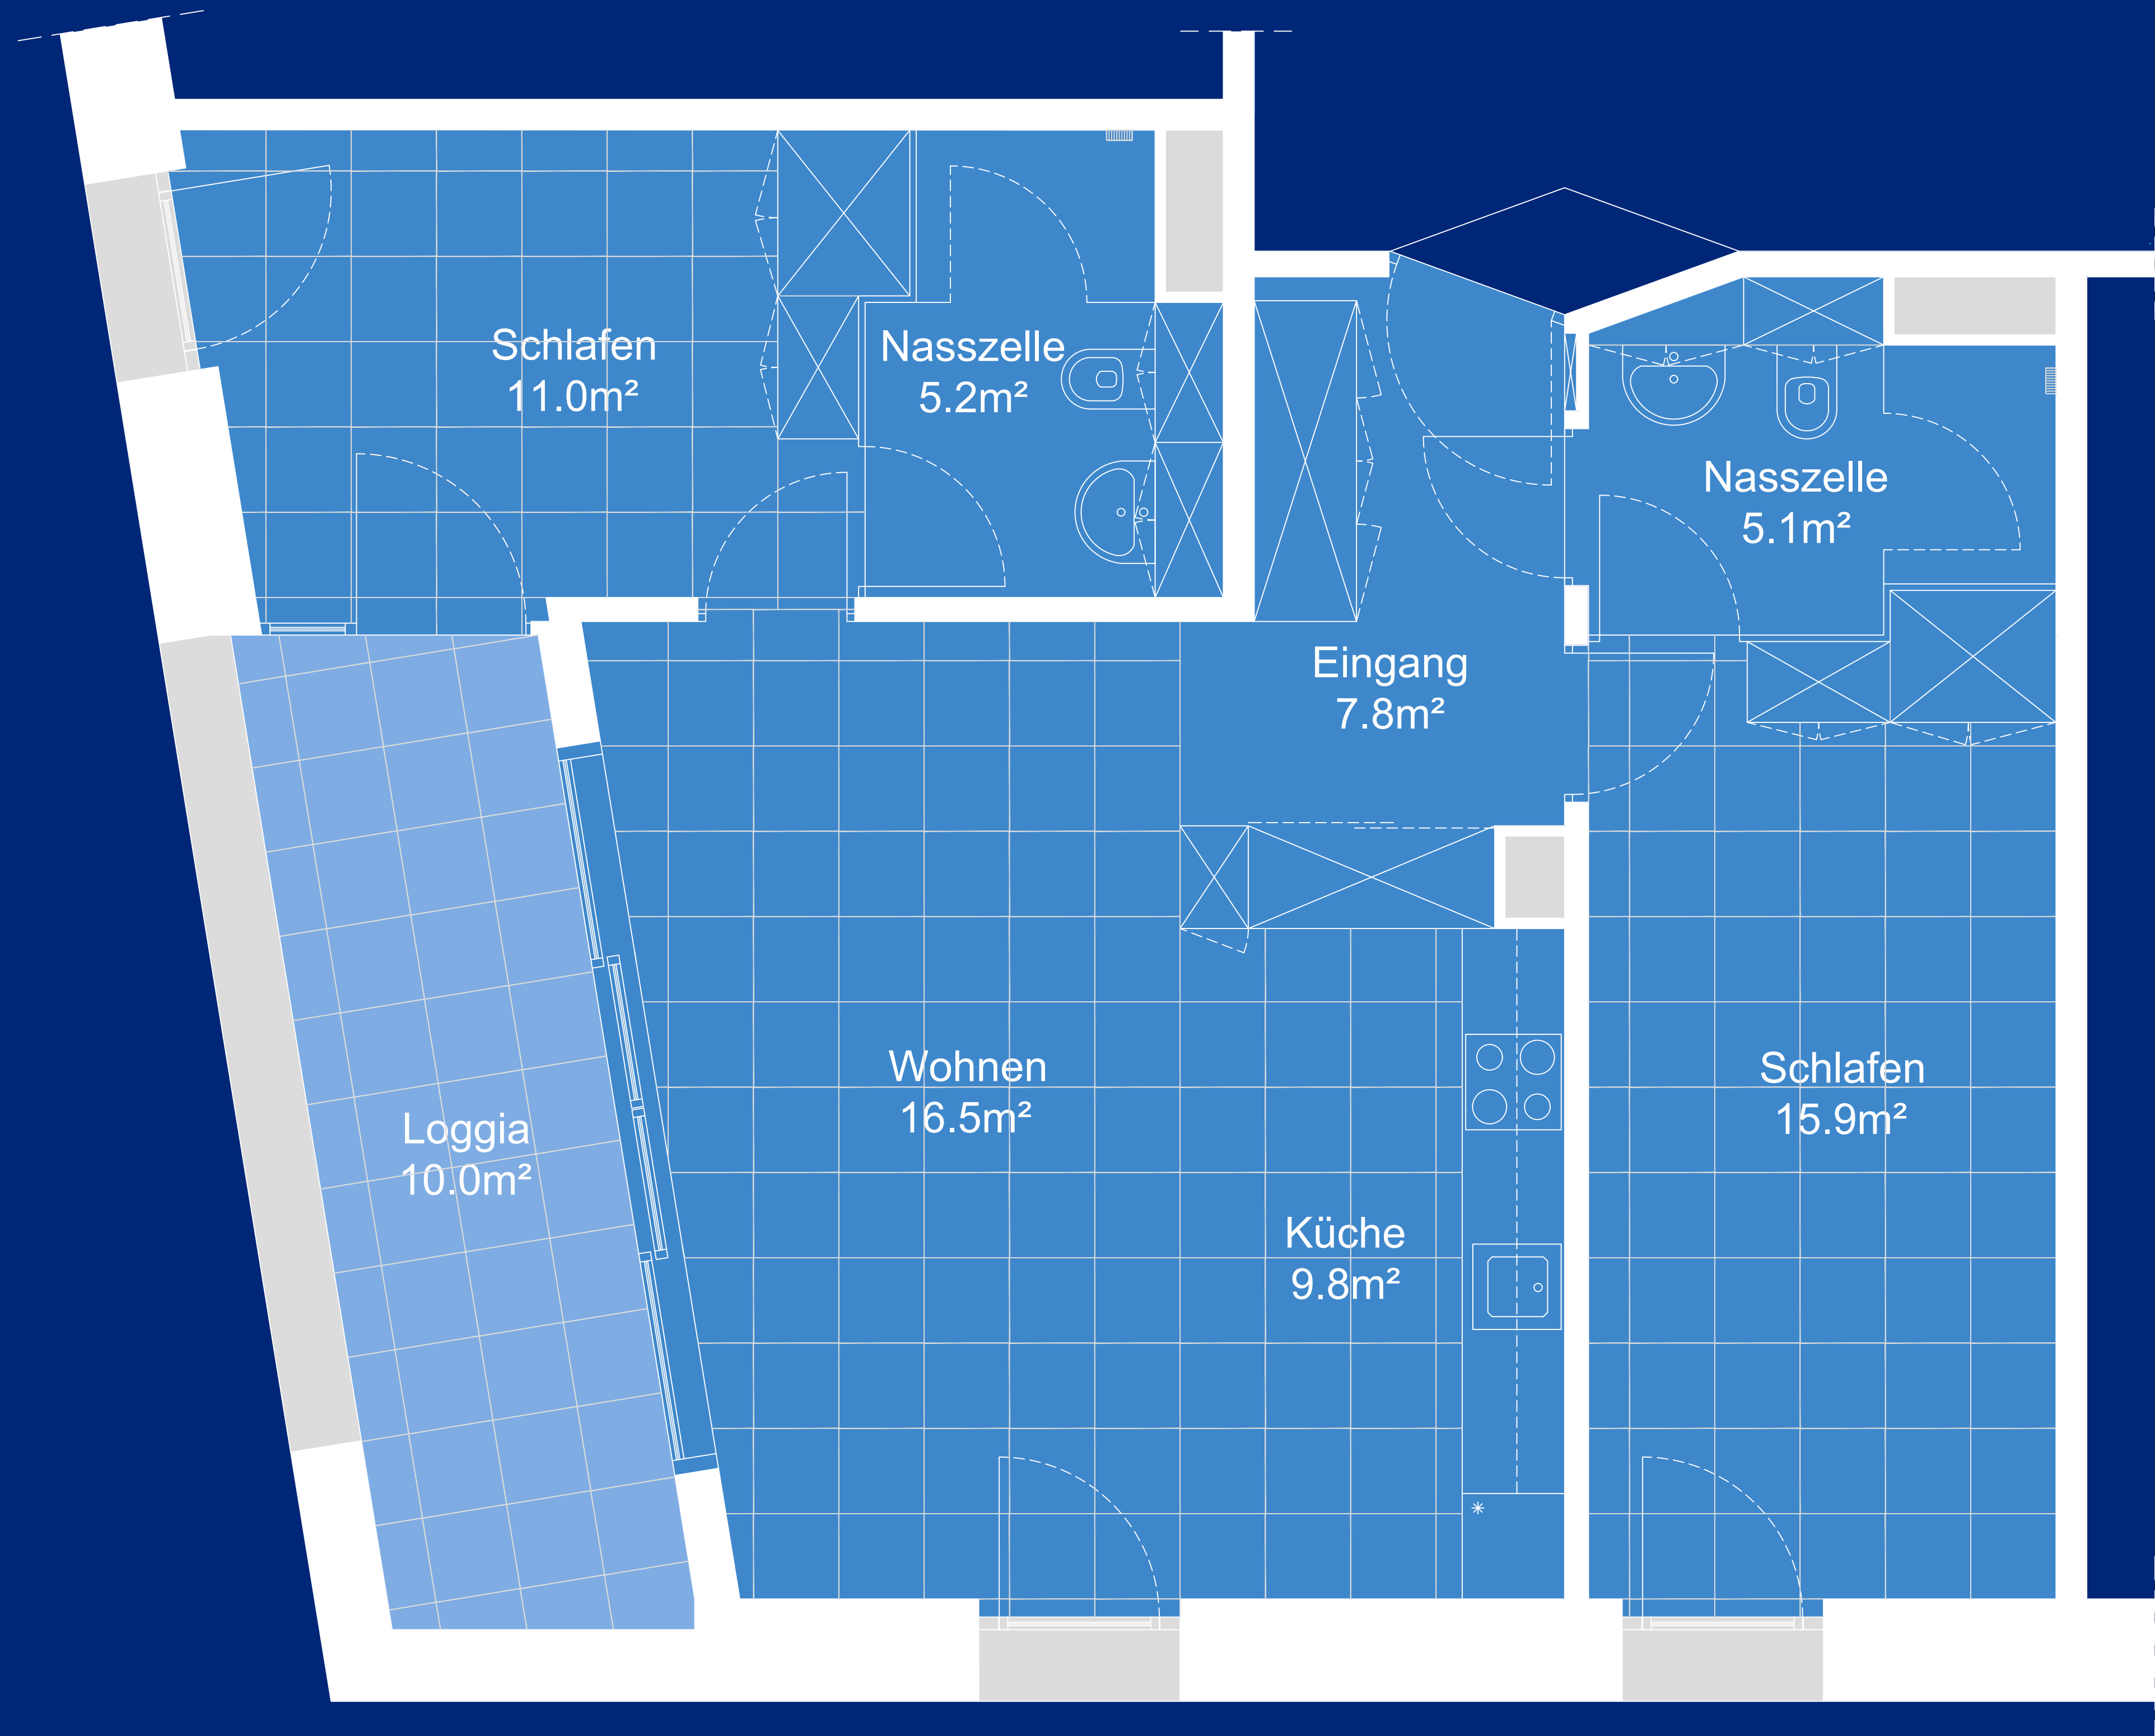 Schlafen
11.0m²
Nasszelle
5.2m²
Nasszelle
5.1m²
Eingang
7.8m²
Wohnen
16.5m²
Schlafen
15.9m²
Loggia
10.0m²
Küche
9.8m²